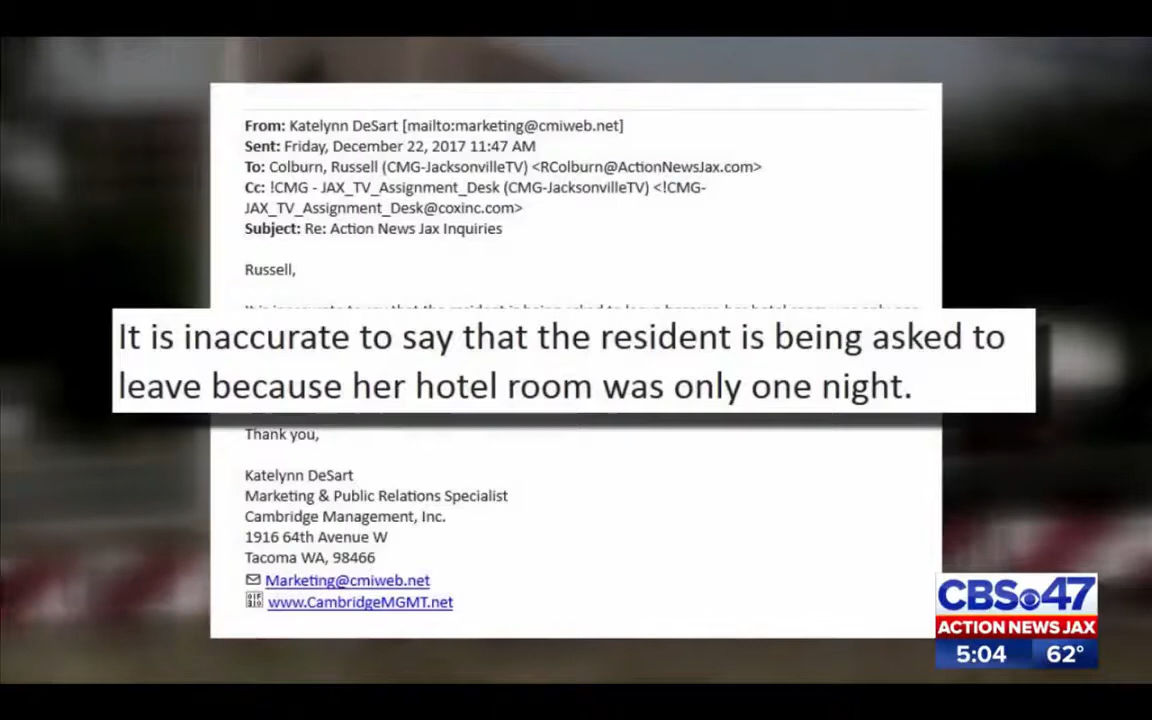 From: Katelynn DeSart [mailto:marketing@cmiweb.net]
Sent: Friday, December 22, 2017 11:47 AM
To: Colburn, Russell (CMG-JacksonvilleTV) <RColburn@ActionNewsJax.com>
Cc: !CMG - JAX_TV_Assignment_Desk (CMG-JacksonvilleTV) <!CMG-
JAX_TV_Assignment_Desk@coxinc.com>
Subject: Re: Action News Jax Inquiries
Russell,
It is inaccurate to say that the resident is being asked to
leave because her hotel room was only one night.
Thank you,
Katelynn DeSart
Marketing & Public Relations Specialist
Cambridge Management, Inc.
1916 64th Avenue W
Tacoma WA, 98466
Marketing@cmiweb.net
www.CambridgeMGMT.net
CBS 47
ACTION NEWS JAX
5:04 62°